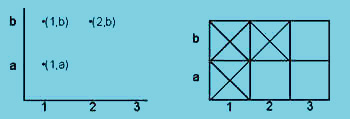 b •(1,b) •(2,b)
a •(1,a)
1 2 3
b
a
1 2 3